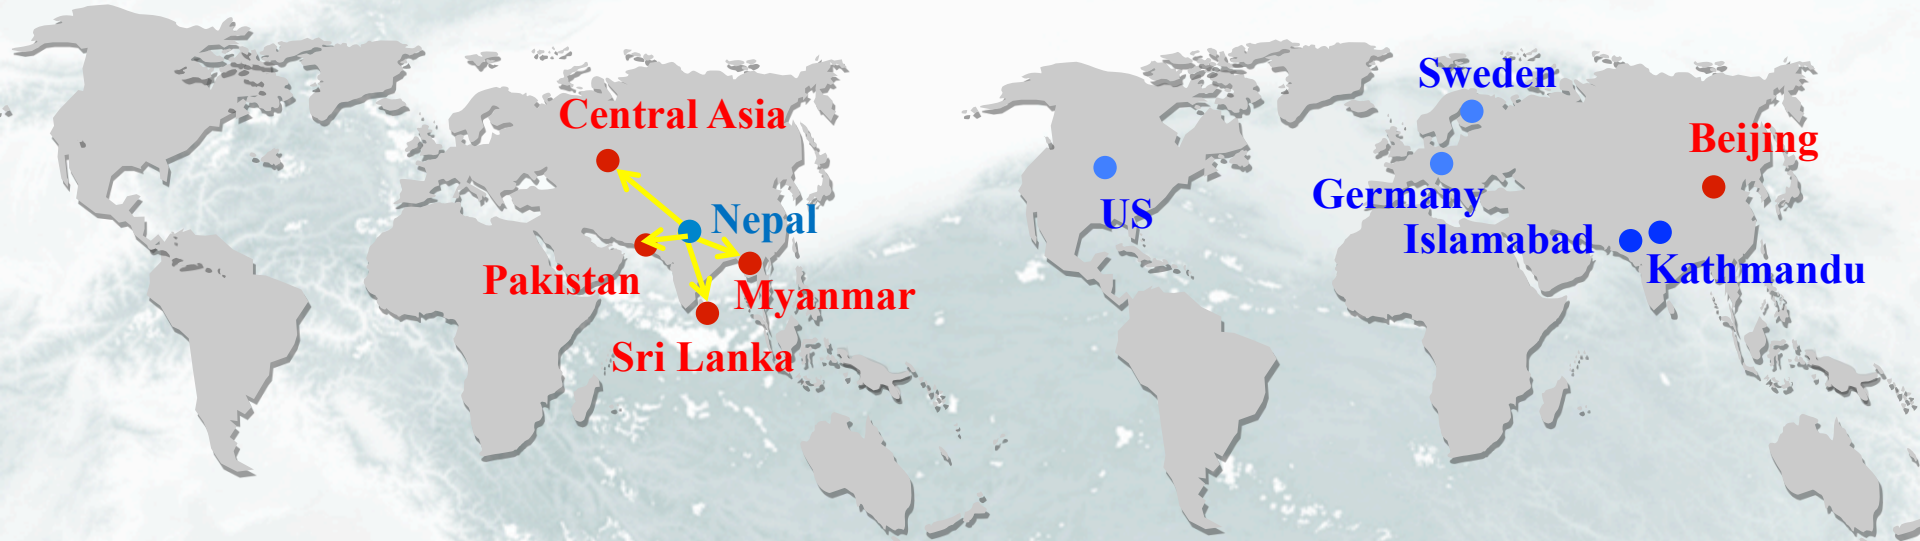 Central Asia
Nepal
Pakistan
Myanmar
Sri Lanka
Sweden
Beijing
Germany
US
Islamabad
Kathmandu